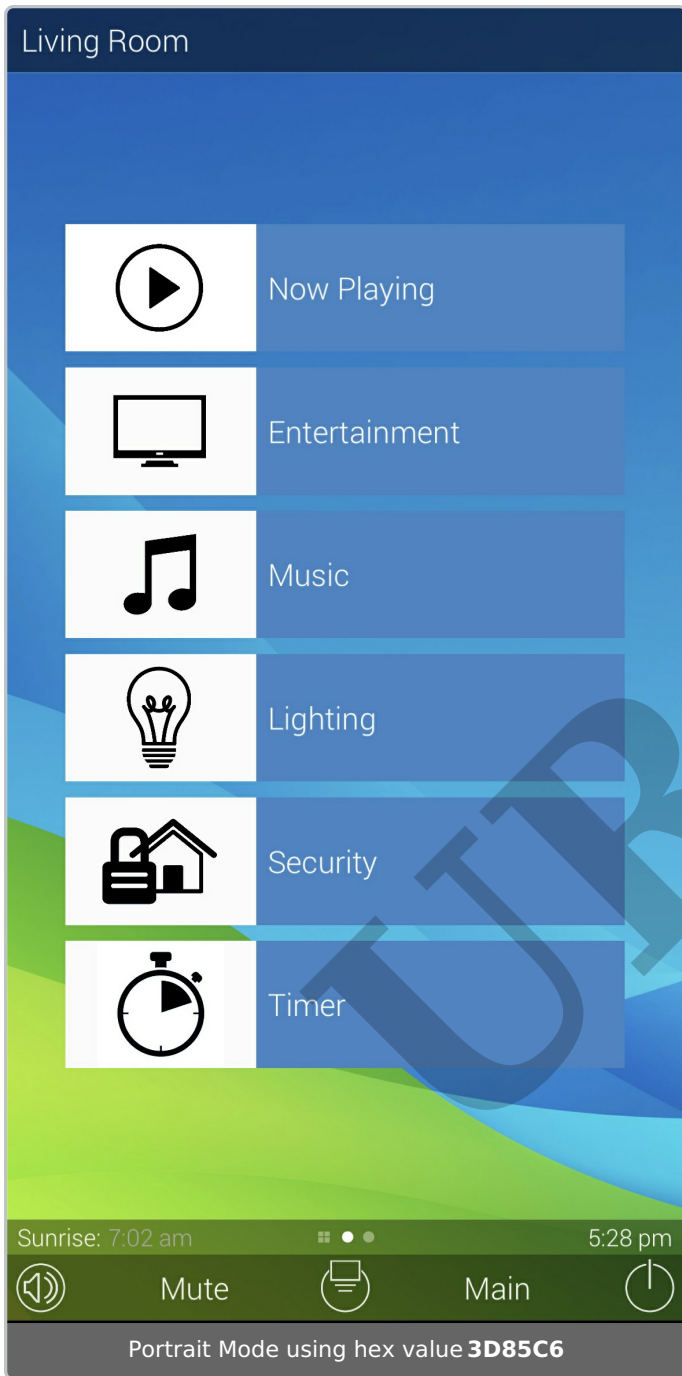 Living Room
Now Playing
Entertainment
Music
Lighting
Security
Timer
Sunrise: 7:02 am 5:28 pm
Mute Main
Portrait Mode using hex value 3D85C6